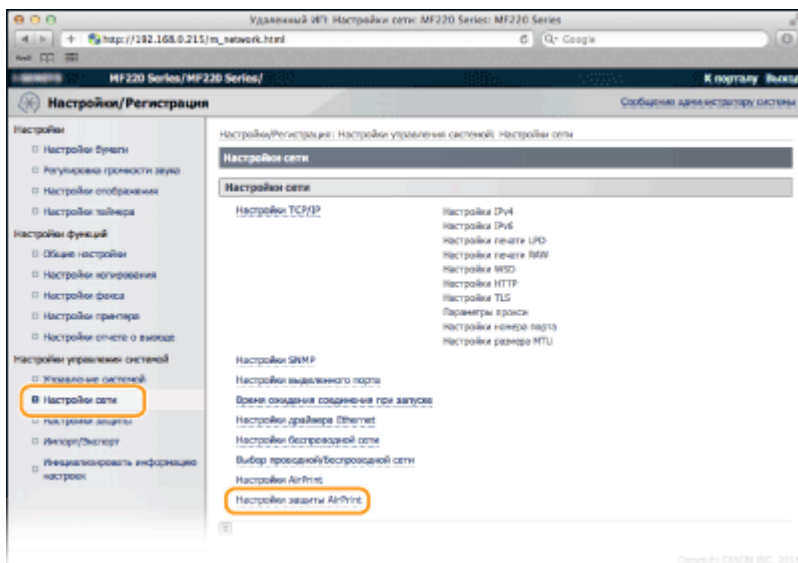 Удаленный ИП: Настройки сети: MF220 Series: MF220 Series
http://192.168.0.215/m_network.html
Google
MF220 Series/MF220 Series/
К порталу Выход
Настройки/Регистрация
Сообщение администратору системы
Настройки
Настройки бумаги
Регулировка громкости звука
Настройки отображения
Настройки таймера
Настройки функций
Общие настройки
Настройки копирования
Настройки факса
Настройки принтера
Настройки отчета о выводе
Настройки управления системой
Управление системой
Настройки сети
Настройки защиты
Импорт/Экспорт
Инициализировать информацию
настроек
Настройки/Регистрация: Настройки управления системой: Настройки сети
Настройки сети
Настройки сети
Настройки TCP/IP
Настройка IPv4
Настройка IPv6
Настройка печати LPD
Настройка печати RAW
Настройка WSD
Настройка HTTP
Настройка TLS
Параметры прокси
Настройки номера порта
Настройки размера MTU
Настройки SNMP
Настройки выделенного порта
Время ожидания соединения при запуске
Настройки драйвера Ethernet
Настройки беспроводной сети
Выбор проводной/беспроводной сети
Настройки AirPrint
Настройки защиты AirPrint
Copyright CANON INC. 2014